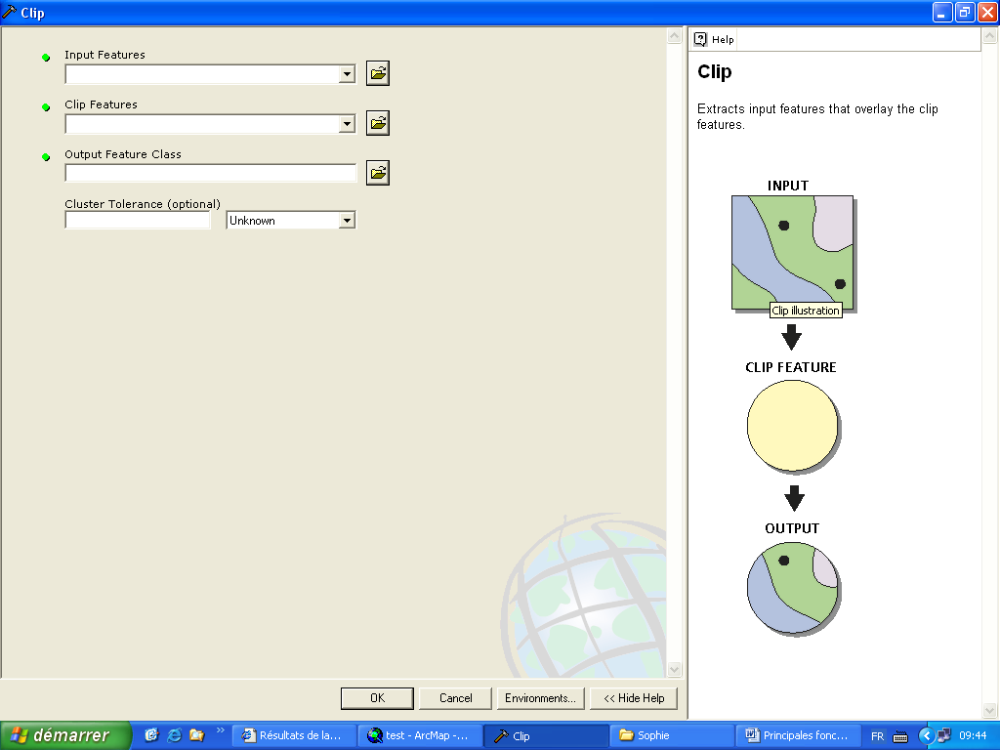 Clip
Input Features
Clip Features
Output Feature Class
Cluster Tolerance (optional)
Unknown
OK
Cancel
Environments...
<< Hide Help
Help
Clip
Extracts input features that overlay the clip
features.
INPUT
Clip illustration
CLIP FEATURE
OUTPUT
démarrer
Résultats de la...
test - ArcMap -...
Clip
Sophie
Principales fonc...
FR
09:44